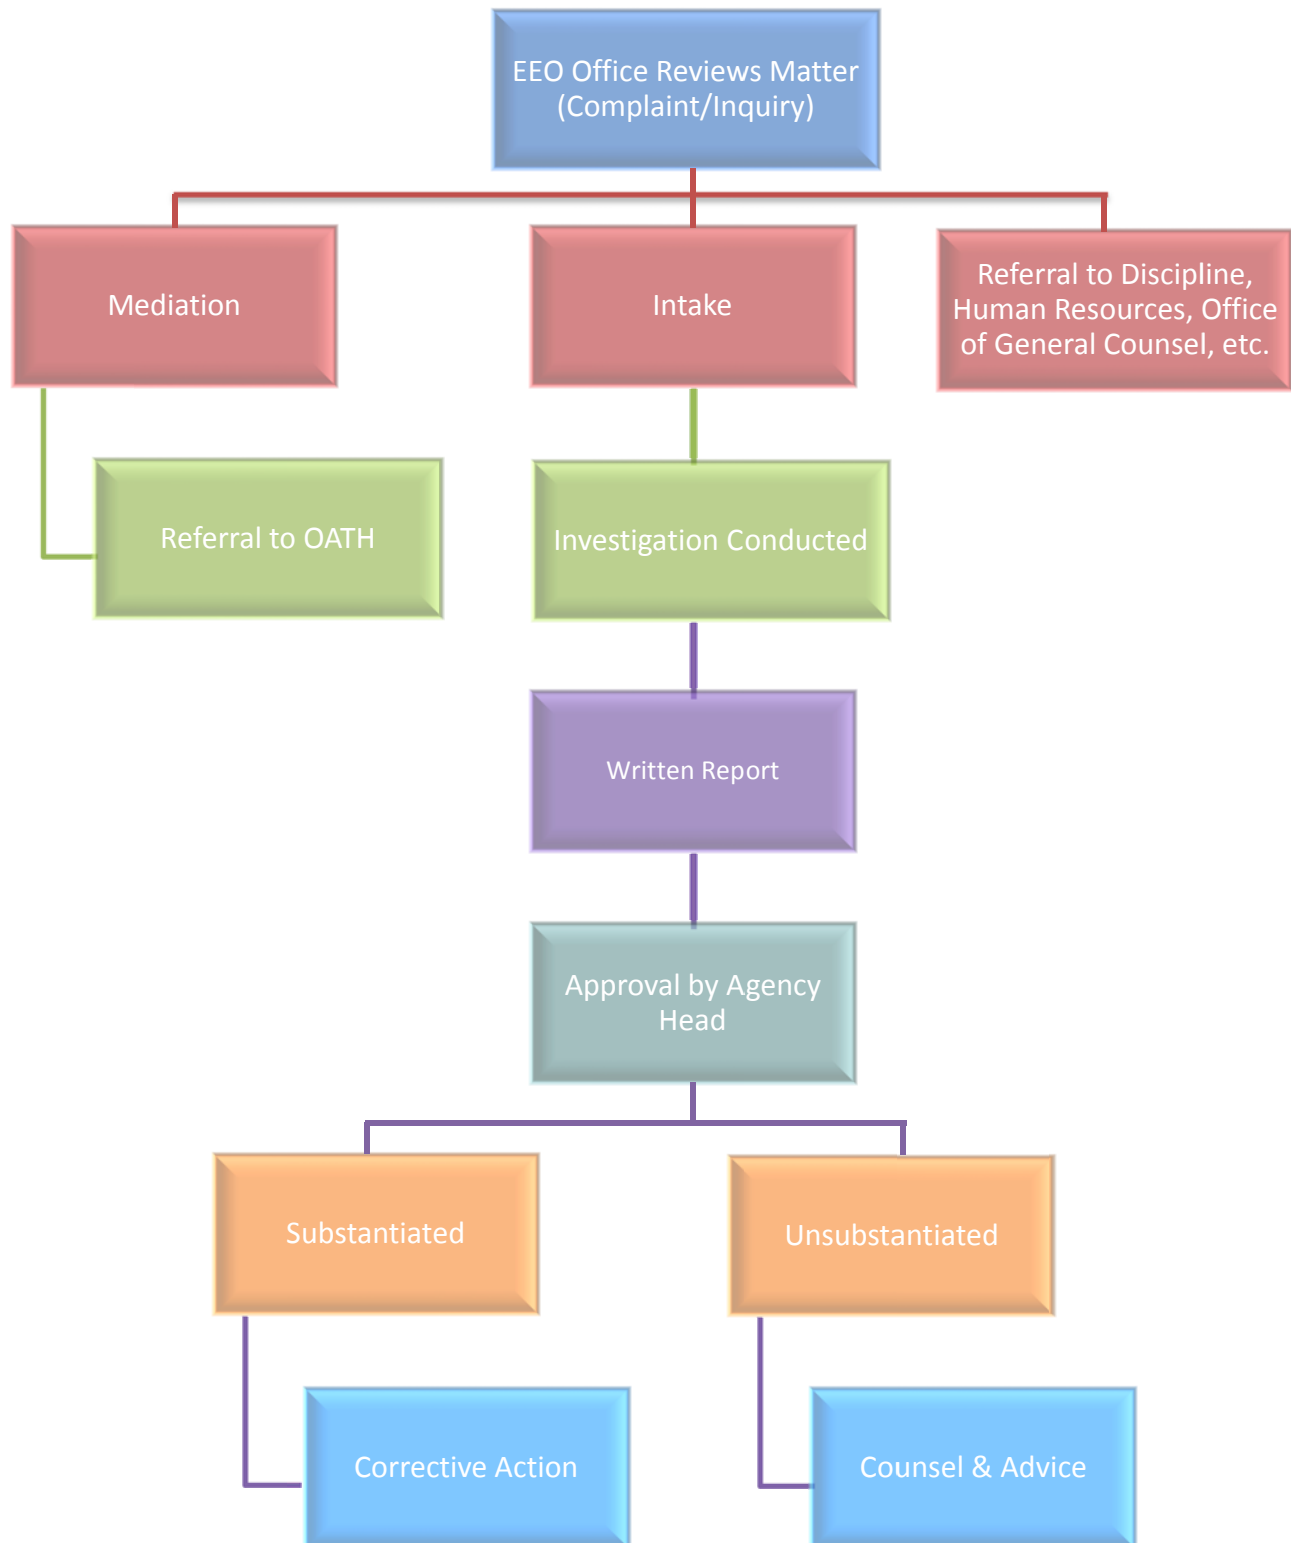 EEO Office Reviews Matter
(Complaint/Inquiry)
Mediation
Intake
Referral to Discipline,
Human Resources, Office
of General Counsel, etc.
Referral to OATH
Investigation Conducted
Written Report
Approval by Agency
Head
Substantiated
Unsubstantiated
Corrective Action
Counsel & Advice